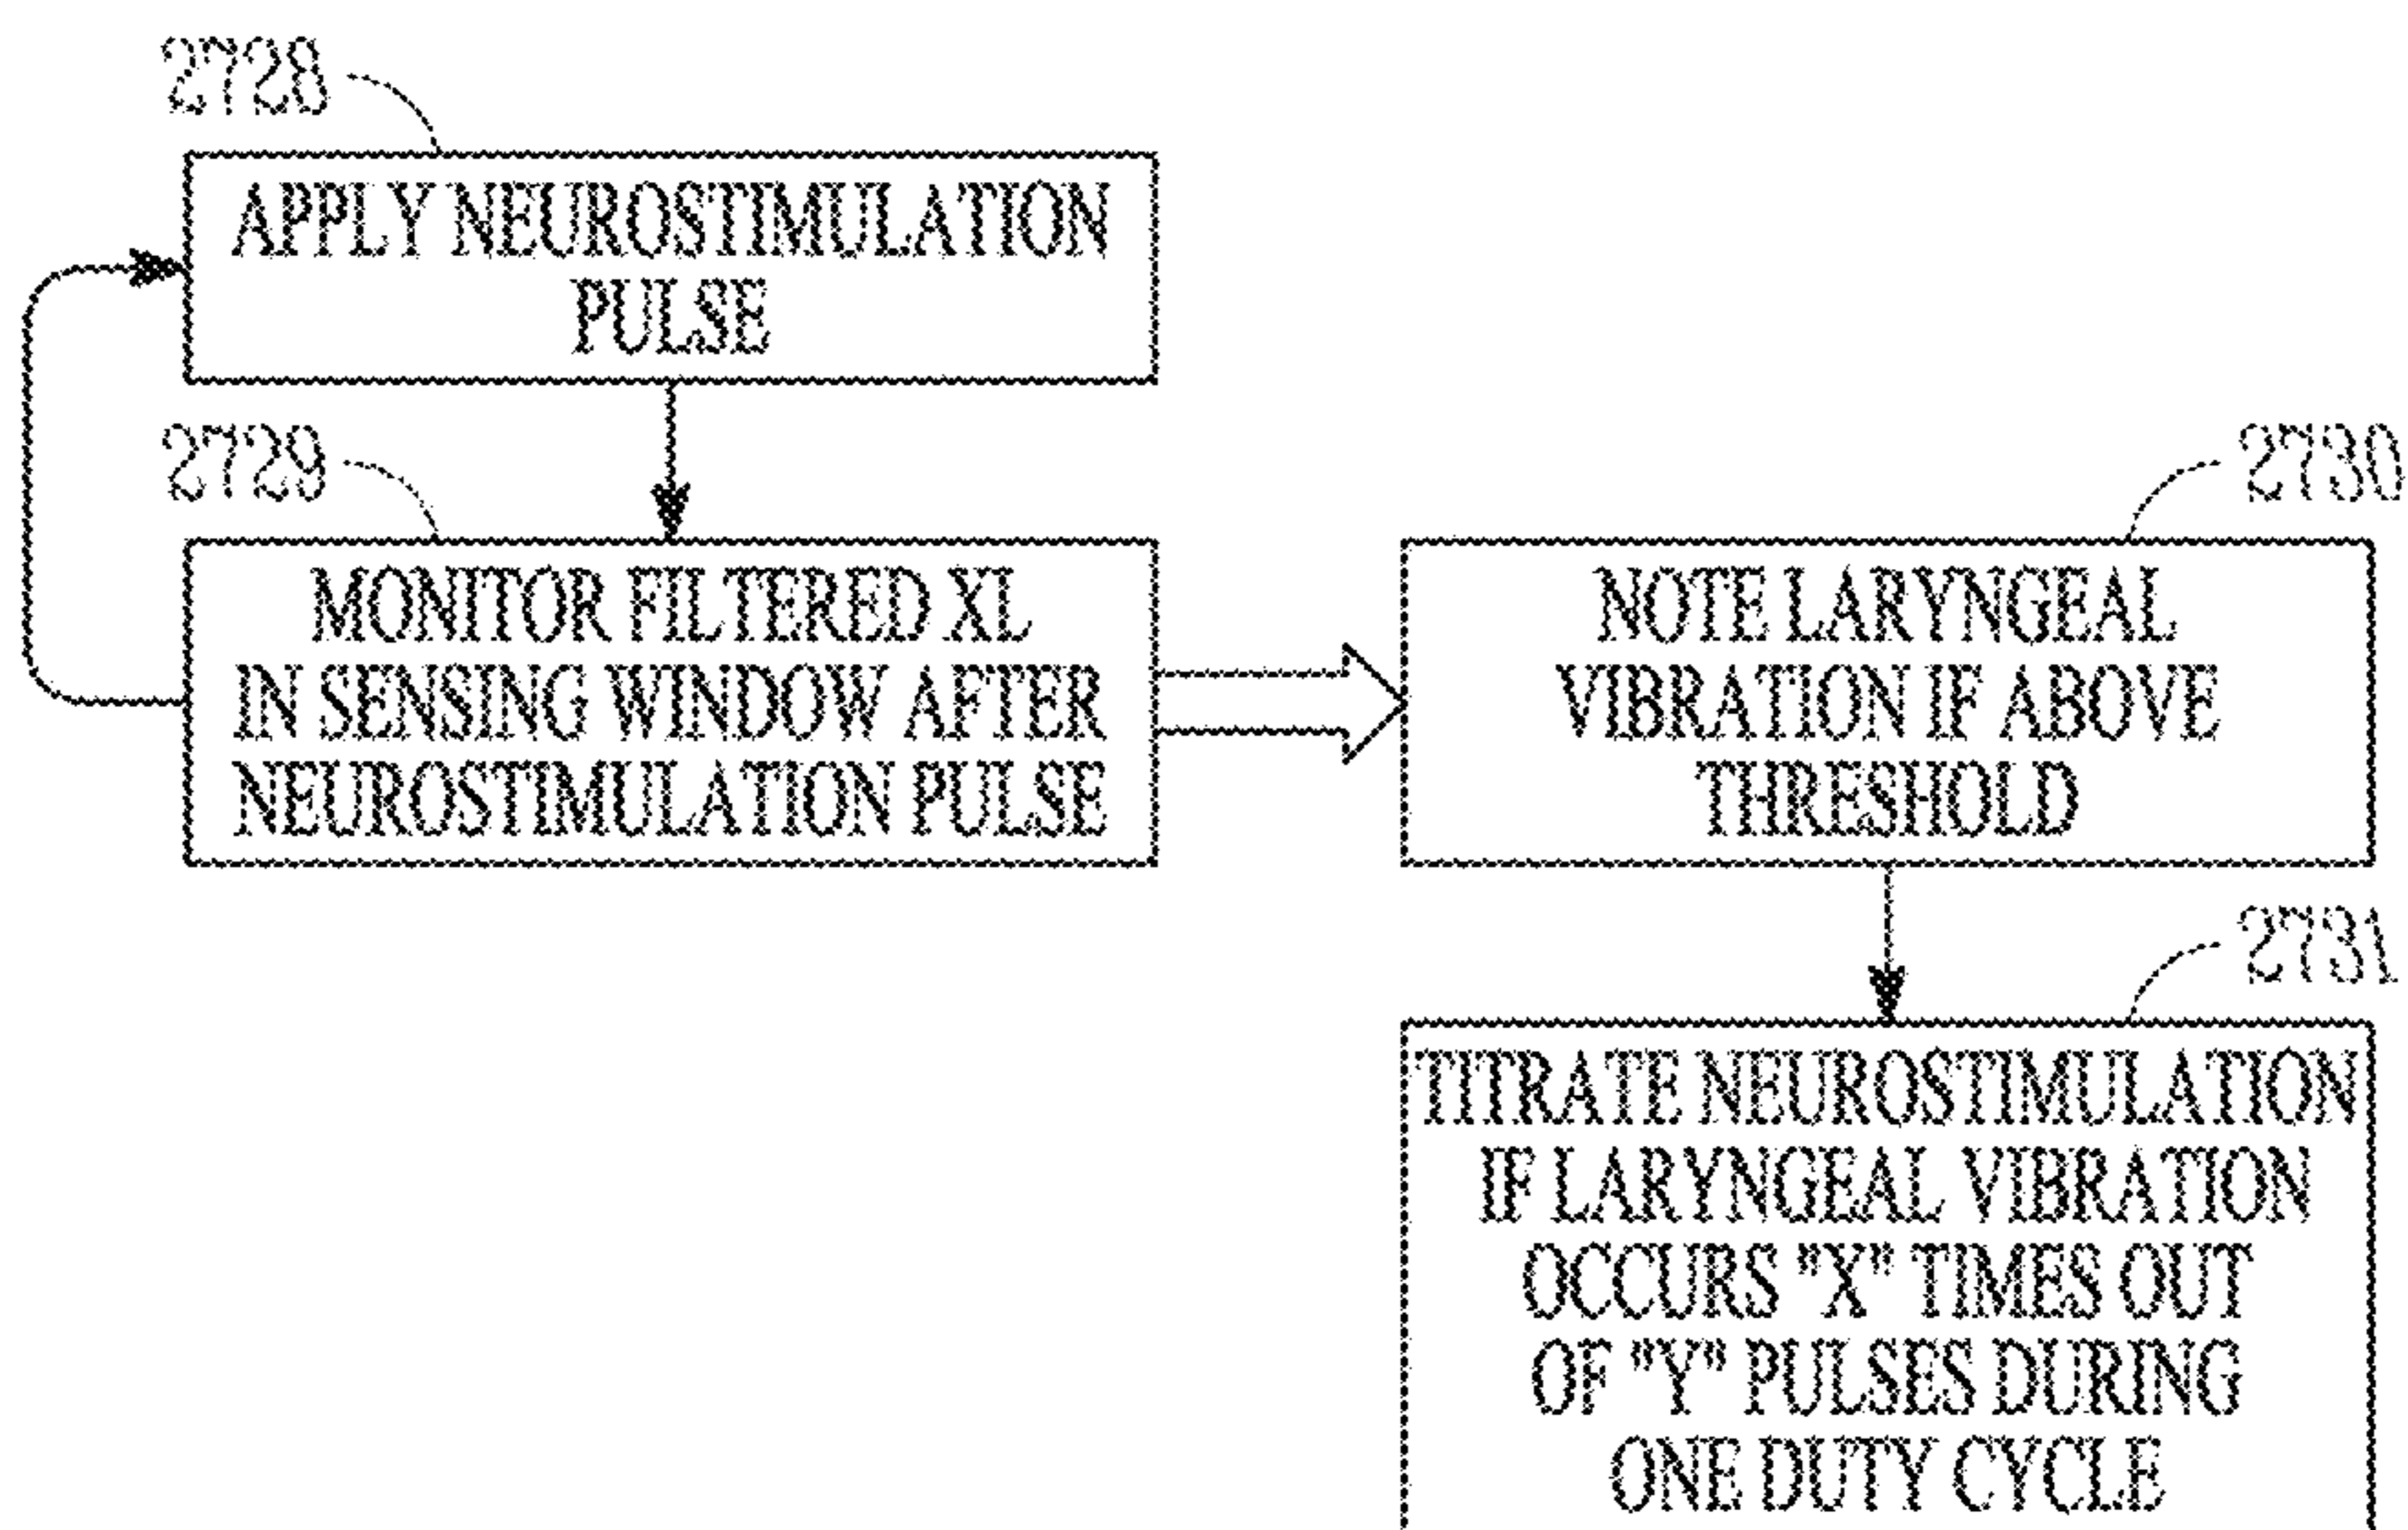 2728
APPLY NEUROSTIMULATION
PULSE
2729
MONITOR FILTERED XL
IN SENSING WINDOW AFTER
NEUROSTIMULATION PULSE
2730
NOTE LARYNGEAL
VIBRATION IF ABOVE
THRESHOLD
2731
TITRATE NEUROSTIMULATION
IF LARYNGEAL VIBRATION
OCCURS "X" TIMES OUT
OF "Y" PULSES DURING
ONE DUTY CYCLE